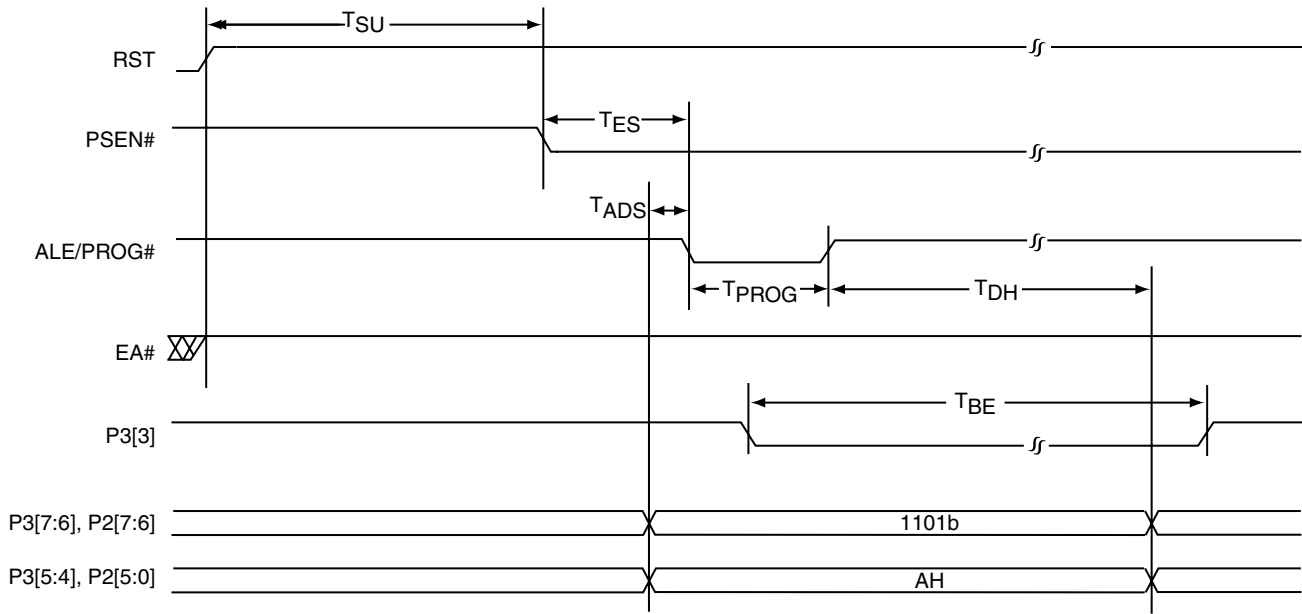 TSU
RST
TES
PSEN#
TADS
ALE/PROG#
TPROG
TDH
EA#
TBE
P3[3]
P3[7:6], P2[7:6]
1101b
P3[5:4], P2[5:0]
AH